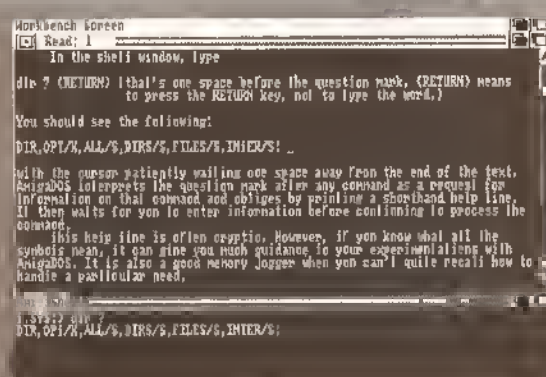 Workbench Screen
Read: 1
In the shell window, type
dir ? (RETURN) [that's one space before the question mark, (RETURN) means
to press the RETURN key, not to type the word.)
You should see the following:
DIR,OPT/K,ALL/S,DIRS/S,FILES/S,INTER/S:
with the cursor patiently waiting one space away from the end of the text.
AmigaDOS interprets the question mark after any command as a request for
information on that command and obliges by printing a shorthand help line.
It then waits for you to enter information before continuing to process the
command.
This help line is often cryptic. However, if you know what all the
symbols mean, it can give you much guidance in your experimentations with
AmigaDOS. It is also a good memory jogger when you can't quite recall how to
handle a particular need.
1.SYS:> dir ?
DIR,OPT/K,ALL/S,DIRS/S,FILES/S,INTER/S: